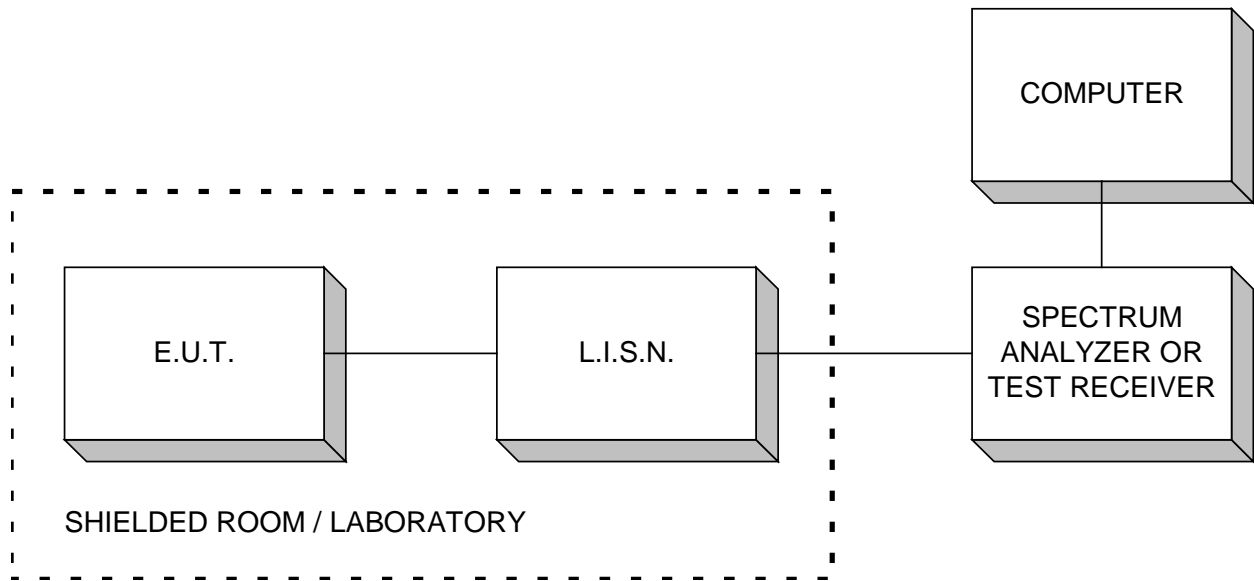 COMPUTER
E.U.T.
L.I.S.N.
SPECTRUM
ANALYZER OR
TEST RECEIVER
SHIELDED ROOM / LABORATORY